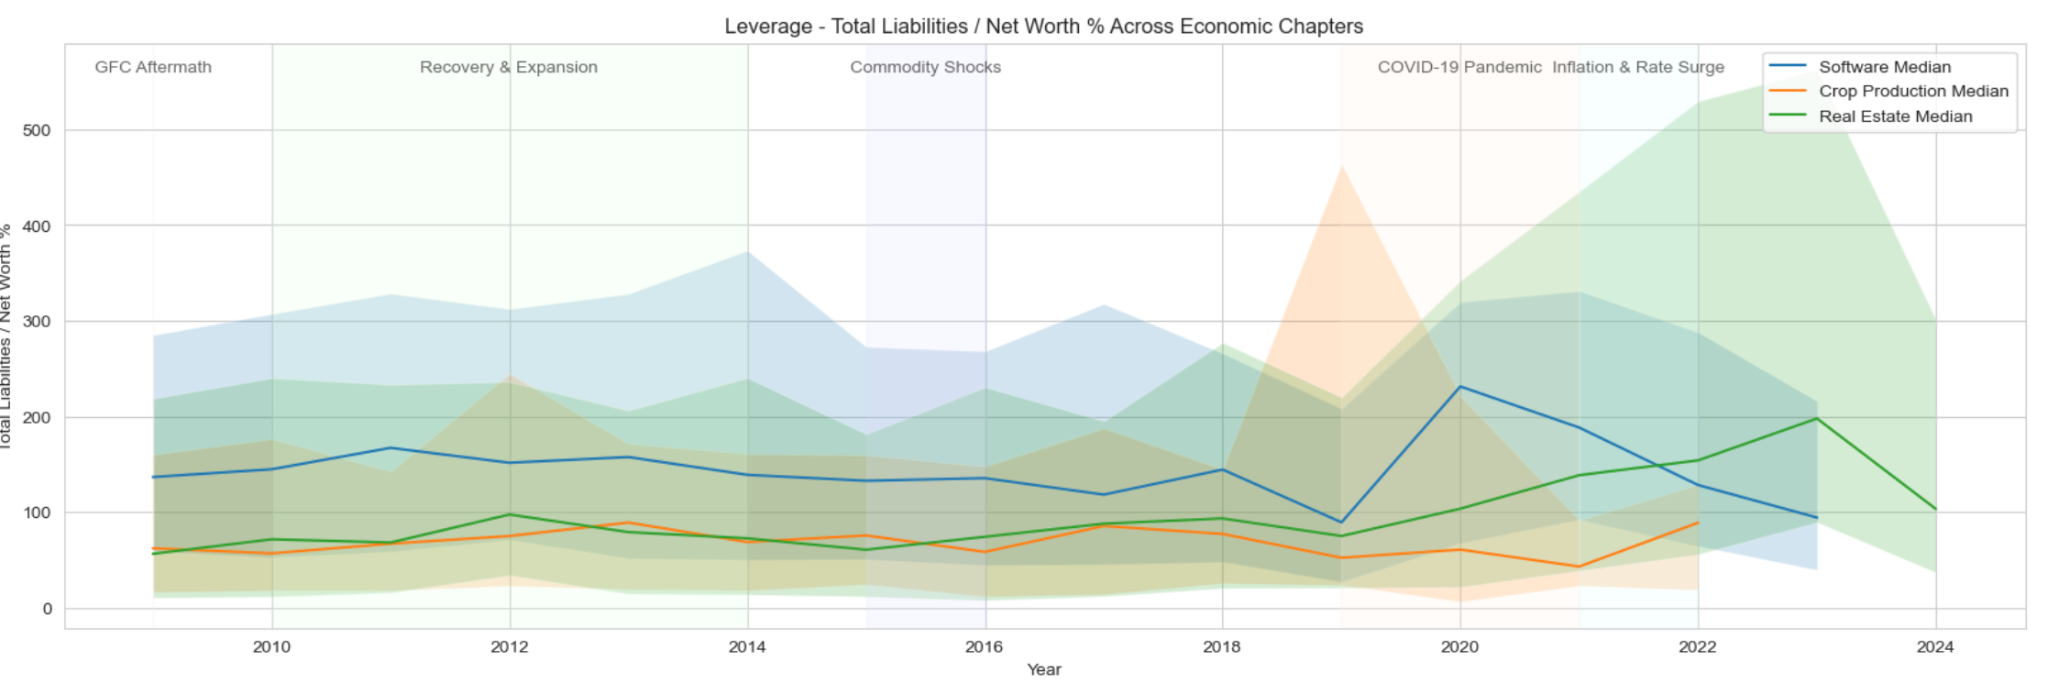 Leverage - Total Liabilities / Net Worth % Across Economic Chapters
GFC Aftermath
Recovery & Expansion
Commodity Shocks
COVID-19 Pandemic
Inflation & Rate Surge
Software Median
Crop Production Median
Real Estate Median
Total Liabilities / Net Worth %
500
400
300
200
100
0
2010
2012
2014
2016
2018
2020
2022
2024
Year